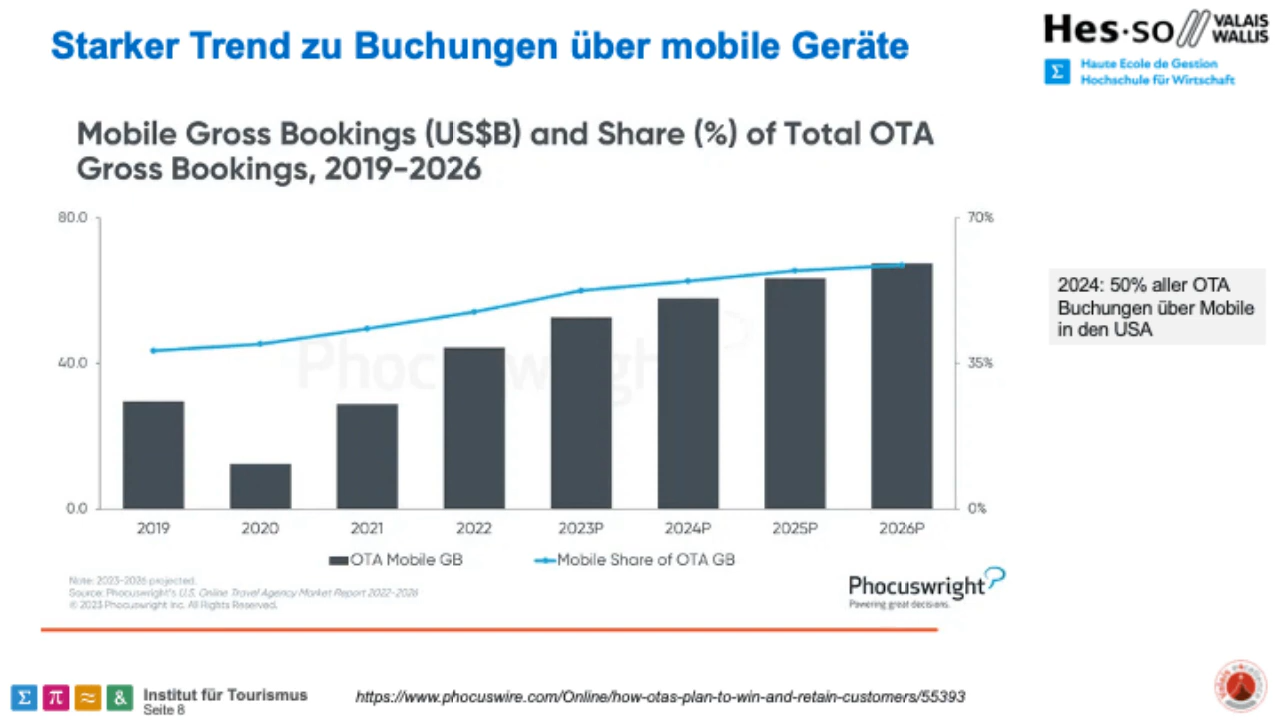 Starker Trend zu Buchungen über mobile Geräte
Hes·so VALAIS
WALLIS
Σ Haute Ecole de Gestion
Hochschule für Wirtschaft
Mobile Gross Bookings (US$B) and Share (%) of Total OTA
Gross Bookings, 2019-2026
80.0
70%
Phocuswright
40.0
35%
0.0
0%
2019 2020 2021 2022 2023P 2024P 2025P 2026P
OTA Mobile GB Mobile Share of OTA GB
2024: 50% aller OTA
Buchungen über Mobile
in den USA
Note: 2023-2026 projected.
Source: Phocuswright's U.S. Online Travel Agency Market Report 2022-2026
© 2023 Phocuswright Inc. All Rights Reserved.
Phocuswright
Powering great decisions.
Σ π ≈ & Institut für Tourismus
Seite 8
https://www.phocuswire.com/Online/how-otas-plan-to-win-and-retain-customers/55393